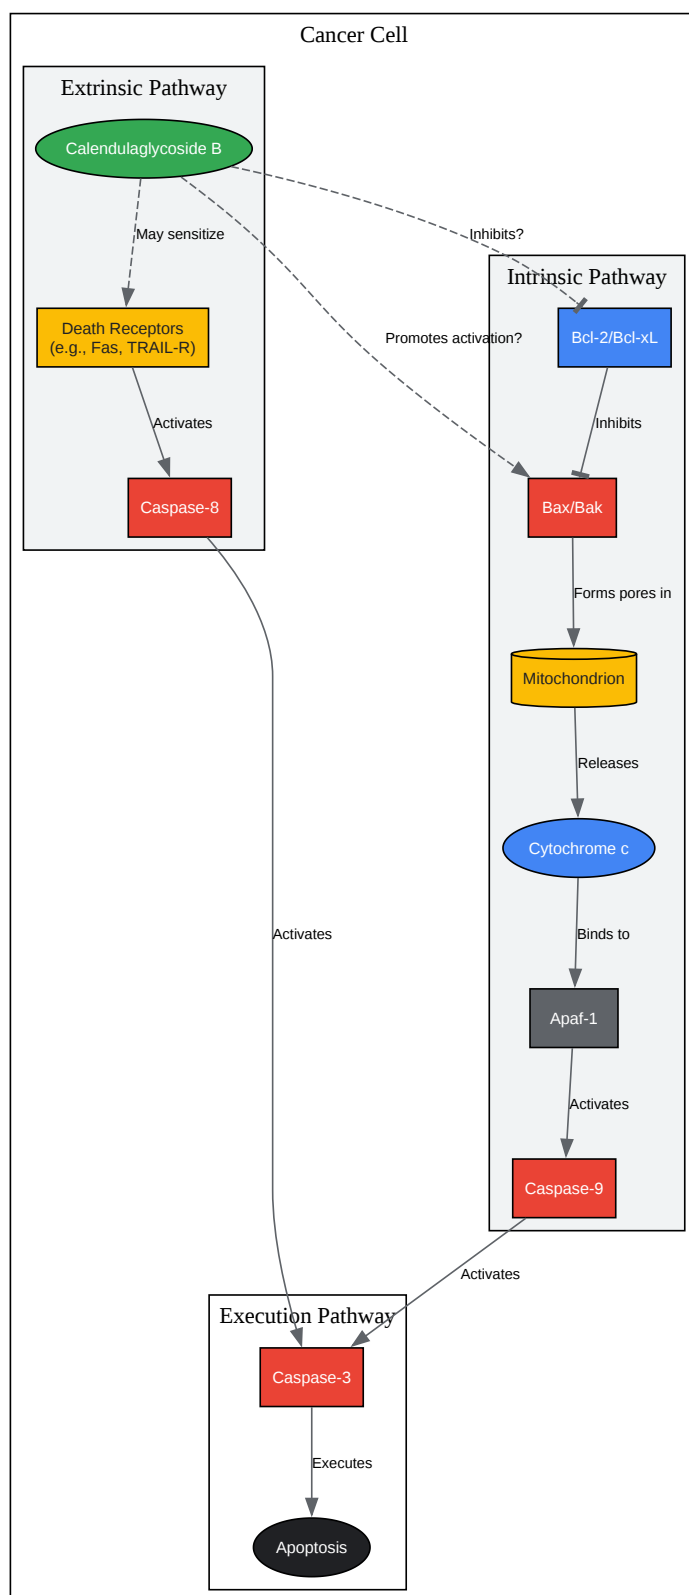 Cancer Cell
Extrinsic Pathway
Calendulaglycoside B
May sensitize
Inhibits?
Intrinsic Pathway
Death Receptors
(e.g., Fas, TRAIL-R)
Promotes activation?
Bcl-2/Bcl-xL
Activates
Inhibits
Caspase-8
Bax/Bak
Forms pores in
Mitochondrion
Releases
Cytochrome c
Activates
Binds to
Apaf-1
Activates
Caspase-9
Activates
Execution Pathway
Caspase-3
Executes
Apoptosis